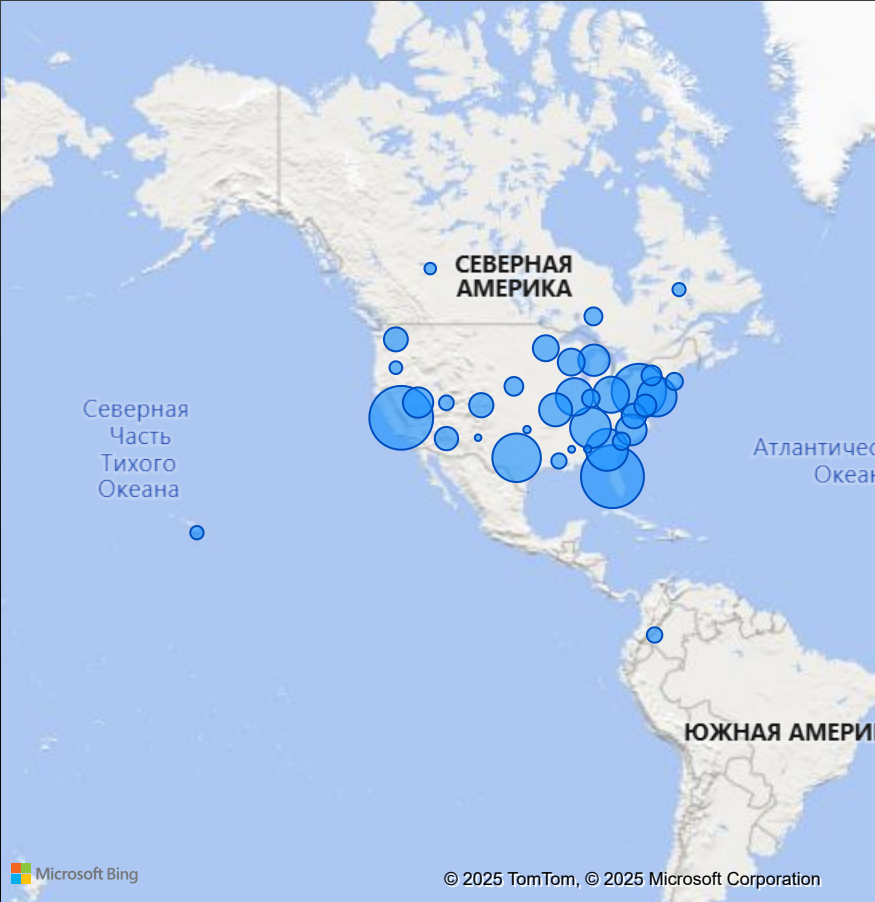 СЕВЕРНАЯ
АМЕРИКА
Северная
Часть
Тихого
Океана
Атлантичес
Океан
ЮЖНАЯ АМЕРИ
Microsoft Bing
© 2025 TomTom, © 2025 Microsoft Corporation